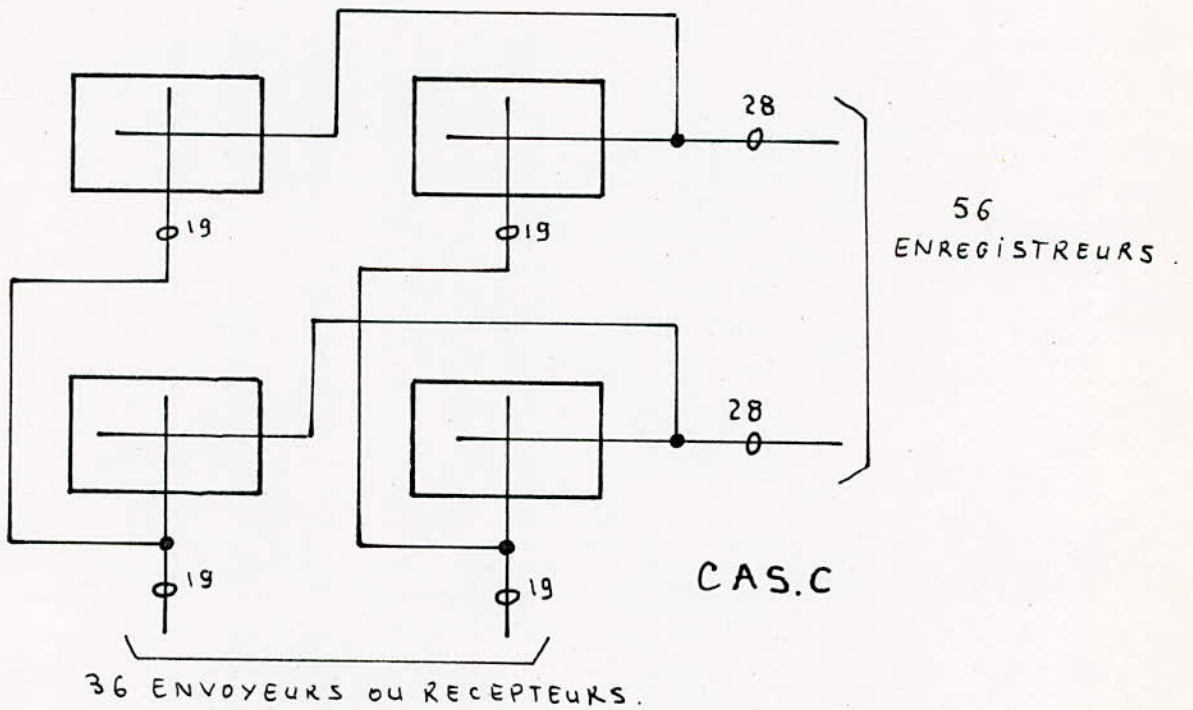 28
19
19
56
ENREGISTREURS.
28
19
19
CAS.C
36 ENVOYEURS OU RECEPTEURS.